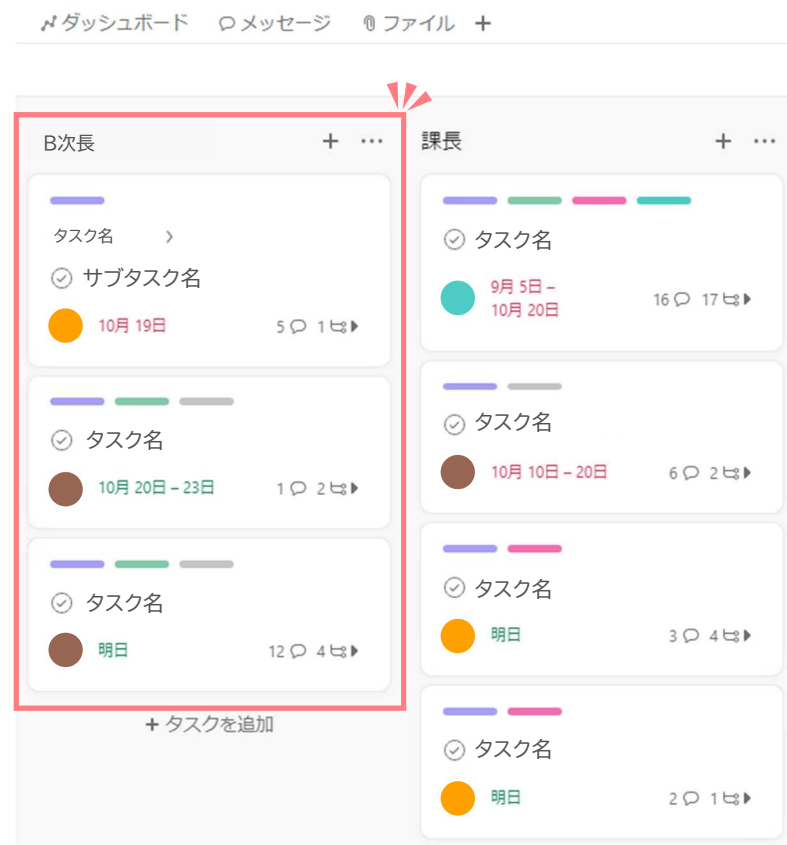 ダッシュボード メッセージ ファイル +
B次長 + ...
タスク名 >
サブタスク名
10月 19日 5 1
タスク名
10月 20日 – 23日 1 2
タスク名
明日 12 4
+ タスクを追加
課長 + ...
タスク名
9月 5日 –
10月 20日
16 17
タスク名
10月 10日 – 20日 6 2
タスク名
明日 3 4
タスク名
明日 2 1